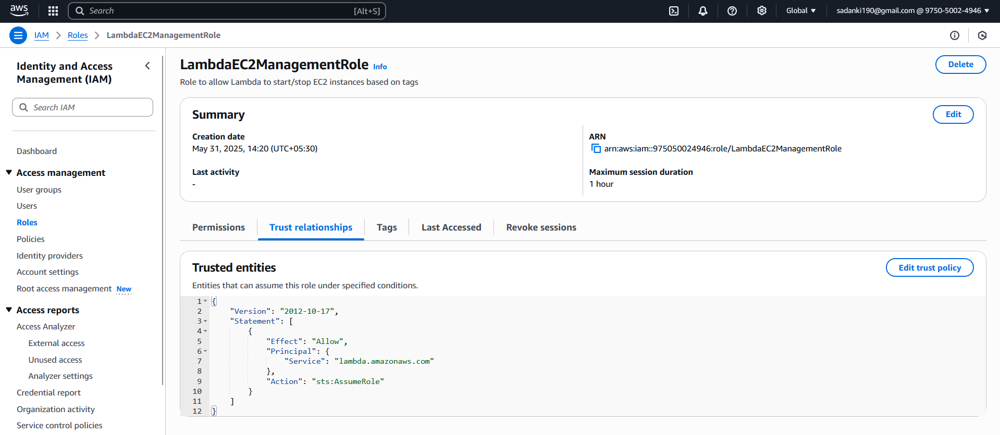 aws
Search [Alt+S]
Global
sadanki190@gmail.com @ 9750-5002-4946
IAM
Roles
LambdaEC2ManagementRole
Identity and Access
Management (IAM)
Search IAM
Dashboard
Access management
User groups
Users
Roles
Policies
Identity providers
Account settings
Root access management New
Access reports
Access Analyzer
External access
Unused access
Analyzer settings
Credential report
Organization activity
Service control policies
LambdaEC2ManagementRole Info
Delete
Role to allow Lambda to start/stop EC2 instances based on tags
Summary
Edit
Creation date
May 31, 2025, 14:20 (UTC+05:30)
ARN
arn:aws:iam::975050024946:role/LambdaEC2ManagementRole
Last activity
-
Maximum session duration
1 hour
Permissions
Trust relationships
Tags
Last Accessed
Revoke sessions
Trusted entities
Edit trust policy
Entities that can assume this role under specified conditions.
1 {
2 "Version": "2012-10-17",
3 "Statement": [
4 {
5 "Effect": "Allow",
6 "Principal": {
7 "Service": "lambda.amazonaws.com"
8 },
9 "Action": "sts:AssumeRole"
10 }
11 ]
12 }